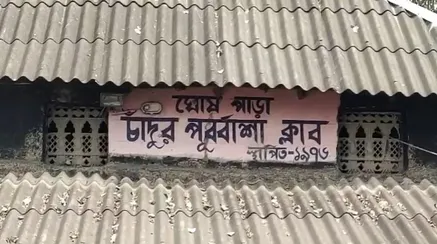 ঘোষ পাড়া
চাঁদুর পূর্বাশা ক্লাব
স্থাপিত-১৯৭৬